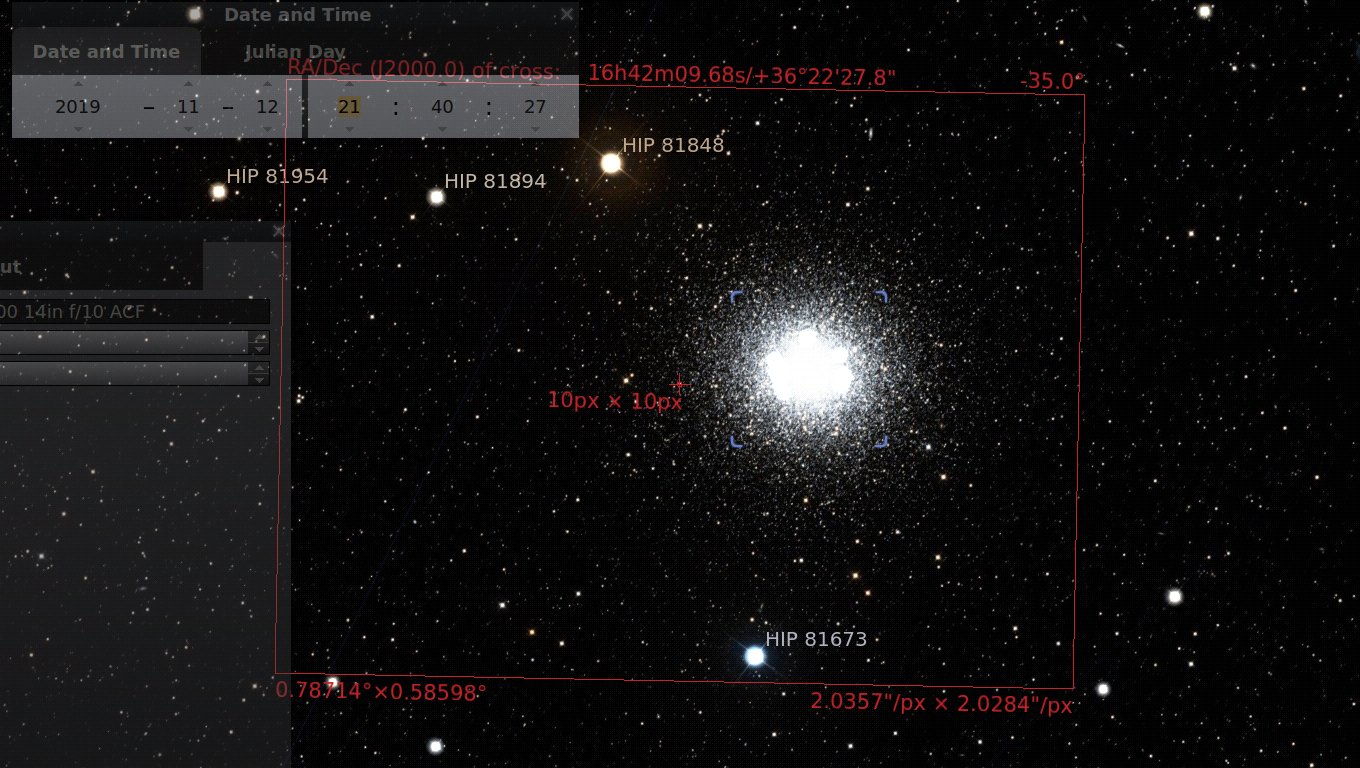 Date and Time
Date and Time Julian Day
RA/Dec (J2000.0) of cross: 16h42m09.68s/+36°22'27.8" -35.0°
2019 – 11 – 12 21 : 40 : 27
HIP 81848
HIP 81954
HIP 81894
ut
00 14in f/10 ACF
10px × 10px
HIP 81673
0.78714°×0.58598°
2.0357"/px × 2.0284"/px